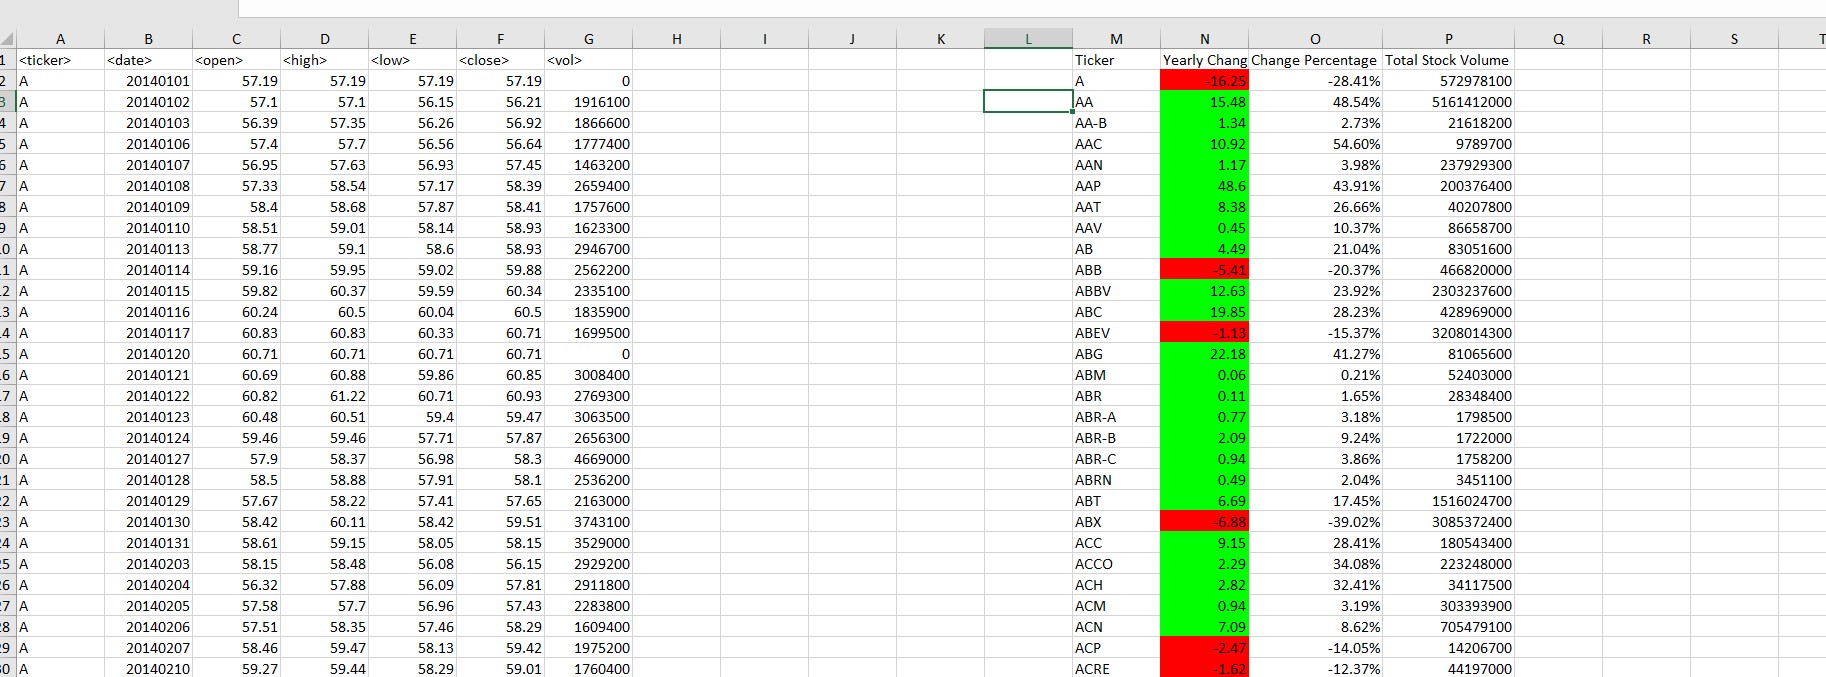 A B C D E F G H I J K L M N O P Q R S T
1 <ticker> <date> <open> <high> <low> <close> <vol> Ticker Yearly Chang Change Percentage Total Stock Volume
2 A 20140101 57.19 57.19 57.19 57.19 0 A -16.25 -28.41% 572978100
3 A 20140102 57.1 57.1 56.15 56.21 1916100 AA 15.48 48.54% 5161412000
4 A 20140103 56.39 57.35 56.26 56.92 1866600 AA-B 1.34 2.73% 21618200
5 A 20140106 57.4 57.7 56.56 56.64 1777400 AAC 10.92 54.60% 9789700
6 A 20140107 56.95 57.63 56.93 57.45 1463200 AAN 1.17 3.98% 237929300
7 A 20140108 57.33 58.54 57.17 58.39 2659400 AAP 48.6 43.91% 200376400
8 A 20140109 58.4 58.68 57.87 58.41 1757600 AAT 8.38 26.66% 40207800
9 A 20140110 58.51 59.01 58.14 58.93 1623300 AAV 0.45 10.37% 86658700
0 A 20140113 58.77 59.1 58.6 58.93 2946700 AB 4.49 21.04% 83051600
1 A 20140114 59.16 59.95 59.02 59.88 2562200 ABB -5.41 -20.37% 466820000
2 A 20140115 59.82 60.37 59.59 60.34 2335100 ABBV 12.63 23.92% 2303237600
3 A 20140116 60.24 60.5 60.04 60.5 1835900 ABC 19.85 28.23% 428969000
4 A 20140117 60.83 60.83 60.33 60.71 1699500 ABEV -1.13 -15.37% 3208014300
5 A 20140120 60.71 60.71 60.71 60.71 0 ABG 22.18 41.27% 81065600
6 A 20140121 60.69 60.88 59.86 60.85 3008400 ABM 0.06 0.21% 52403000
7 A 20140122 60.82 61.22 60.71 60.93 2769300 ABR 0.11 1.65% 28348400
8 A 20140123 60.48 60.51 59.4 59.47 3063500 ABR-A 0.77 3.18% 1798500
9 A 20140124 59.46 59.46 57.71 57.87 2656300 ABR-B 2.09 9.24% 1722000
0 A 20140127 57.9 58.37 56.98 58.3 4669000 ABR-C 0.94 3.86% 1758200
1 A 20140128 58.5 58.88 57.91 58.1 2536200 ABRN 0.49 2.04% 3451100
2 A 20140129 57.67 58.22 57.41 57.65 2163000 ABT 6.69 17.45% 1516024700
3 A 20140130 58.42 60.11 58.42 59.51 3743100 ABX -6.88 -39.02% 3085372400
4 A 20140131 58.61 59.15 58.05 58.15 3529000 ACC 9.15 28.41% 180543400
5 A 20140203 58.15 58.48 56.08 56.15 2929200 ACCO 2.29 34.08% 223248000
6 A 20140204 56.32 57.88 56.09 57.81 2911800 ACH 2.82 32.41% 34117500
7 A 20140205 57.58 57.7 56.96 57.43 2283800 ACM 0.94 3.19% 303393900
8 A 20140206 57.51 58.35 57.46 58.29 1609400 ACN 7.09 8.62% 705479100
9 A 20140207 58.46 59.47 58.13 59.42 1975200 ACP -2.47 -14.05% 14206700
0 A 20140210 59.27 59.44 58.29 59.01 1760400 ACRE -1.62 -12.37% 44197000